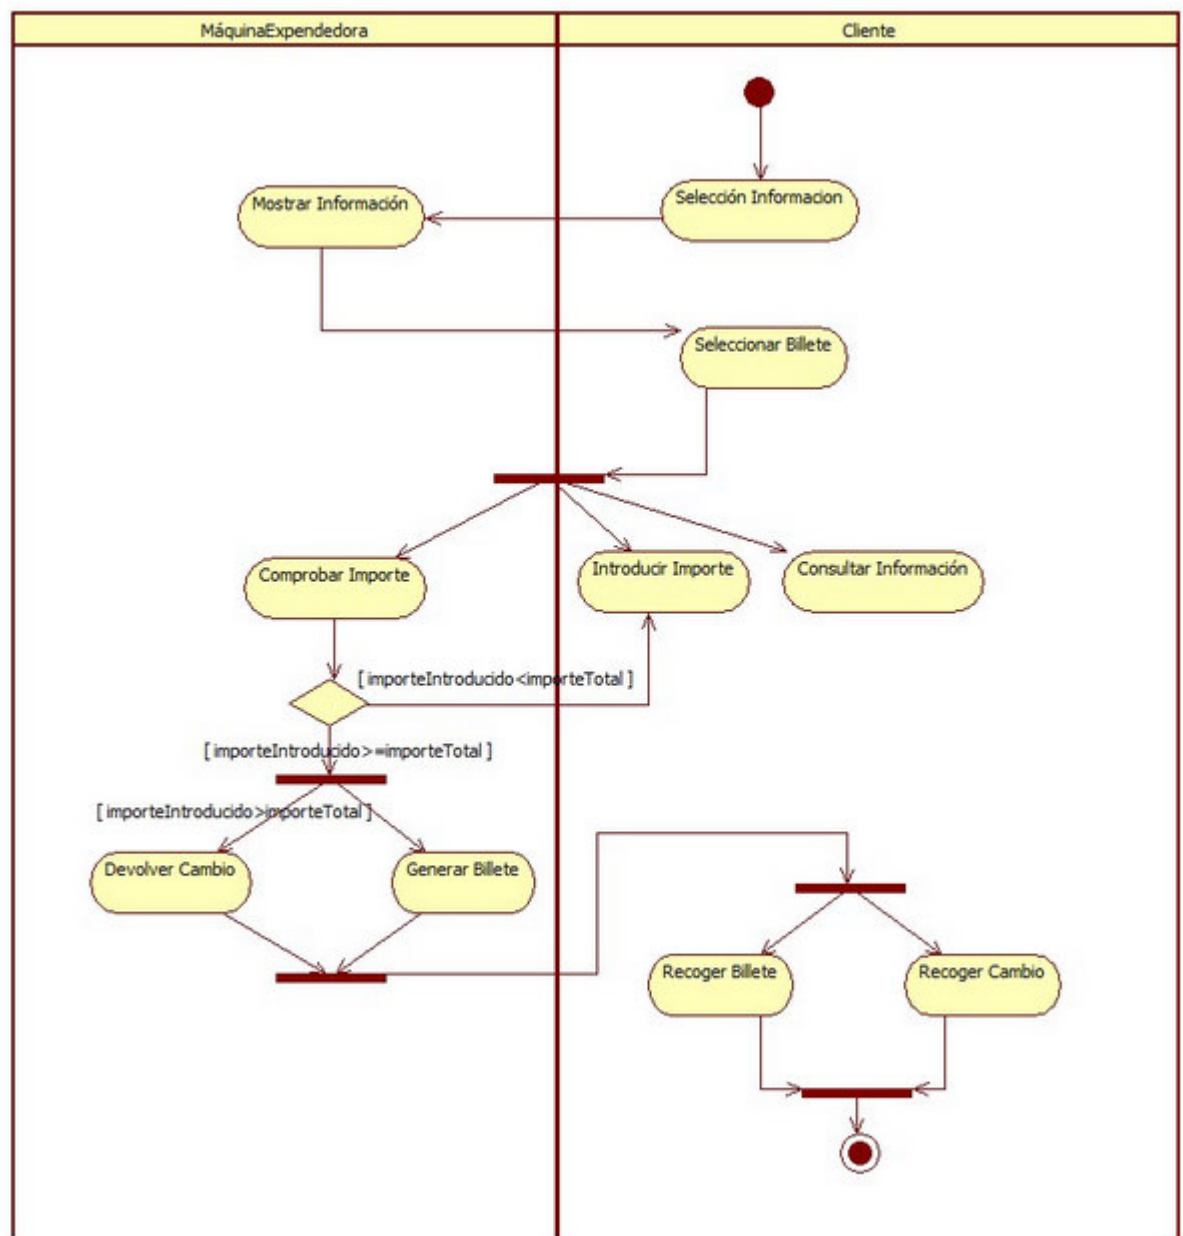 MáquinaExpendedora
Cliente
Selección Informacion
Mostrar Información
Seleccionar Billete
Comprobar Importe
Introducir Importe
Consultar Información
[ importeIntroducido<importeTotal ]
[ importeIntroducido>=importeTotal ]
[ importeIntroducido>importeTotal ]
Devolver Cambio
Generar Billete
Recoger Billete
Recoger Cambio